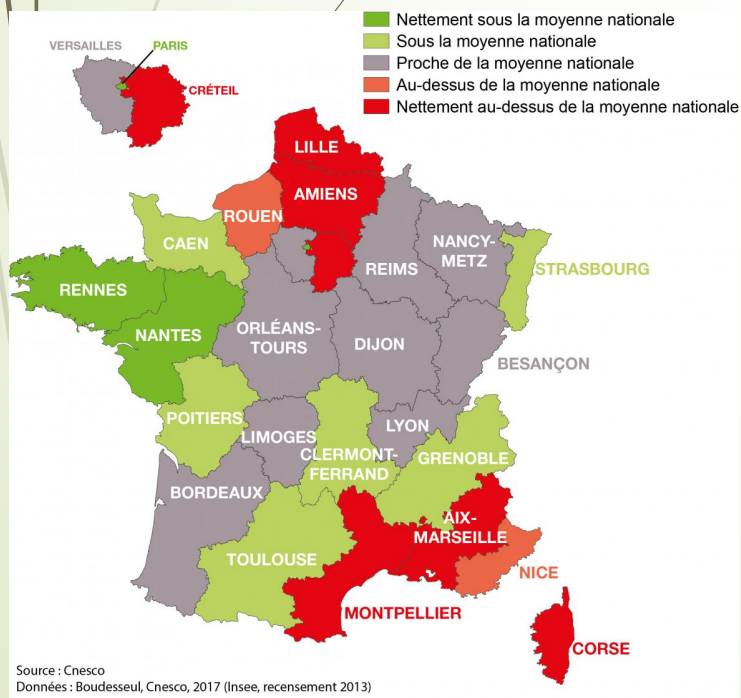 Nettement sous la moyenne nationale
Sous la moyenne nationale
Proche de la moyenne nationale
Au-dessus de la moyenne nationale
Nettement au-dessus de la moyenne nationale
VERSAILLES
PARIS
CRÉTEIL
LILLE
AMIENS
ROUEN
CAEN
REIMS
NANCY-
METZ
STRASBOURG
RENNES
NANTES
ORLÉANS-
TOURS
DIJON
BESANÇON
POITIERS
LIMOGES
CLERMONT-
FERRAND
LYON
GRENOBLE
BORDEAUX
TOULOUSE
AIX-
MARSEILLE
NICE
MONTPELLIER
CORSE
Source : Cnesco
Données : Boudesseul, Cnesco, 2017 (Insee, recensement 2013)